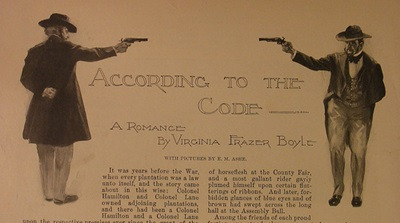 ACCORDING TO THE
CODE
A ROMANCE
BY VIRGINIA FRAZER BOYLE
WITH PICTURES BY E. M. ASHE.
It was years before the War,
when every plantation was a law
unto itself, and the story came
about in this wise: Colonel
Hamilton and Colonel Lane
owned adjoining plantations,
and there had been a Colonel
Hamilton and a Colonel Lane
upon the respective
of horseflesh at the County Fair,
and a most gallant rider gayly
plumed himself upon certain flut-
terings of ribbons. And later, for-
bidden glances of blue eyes and of
brown had swept across the long
hall at the Assembly Ball.
Among the friends of each proud